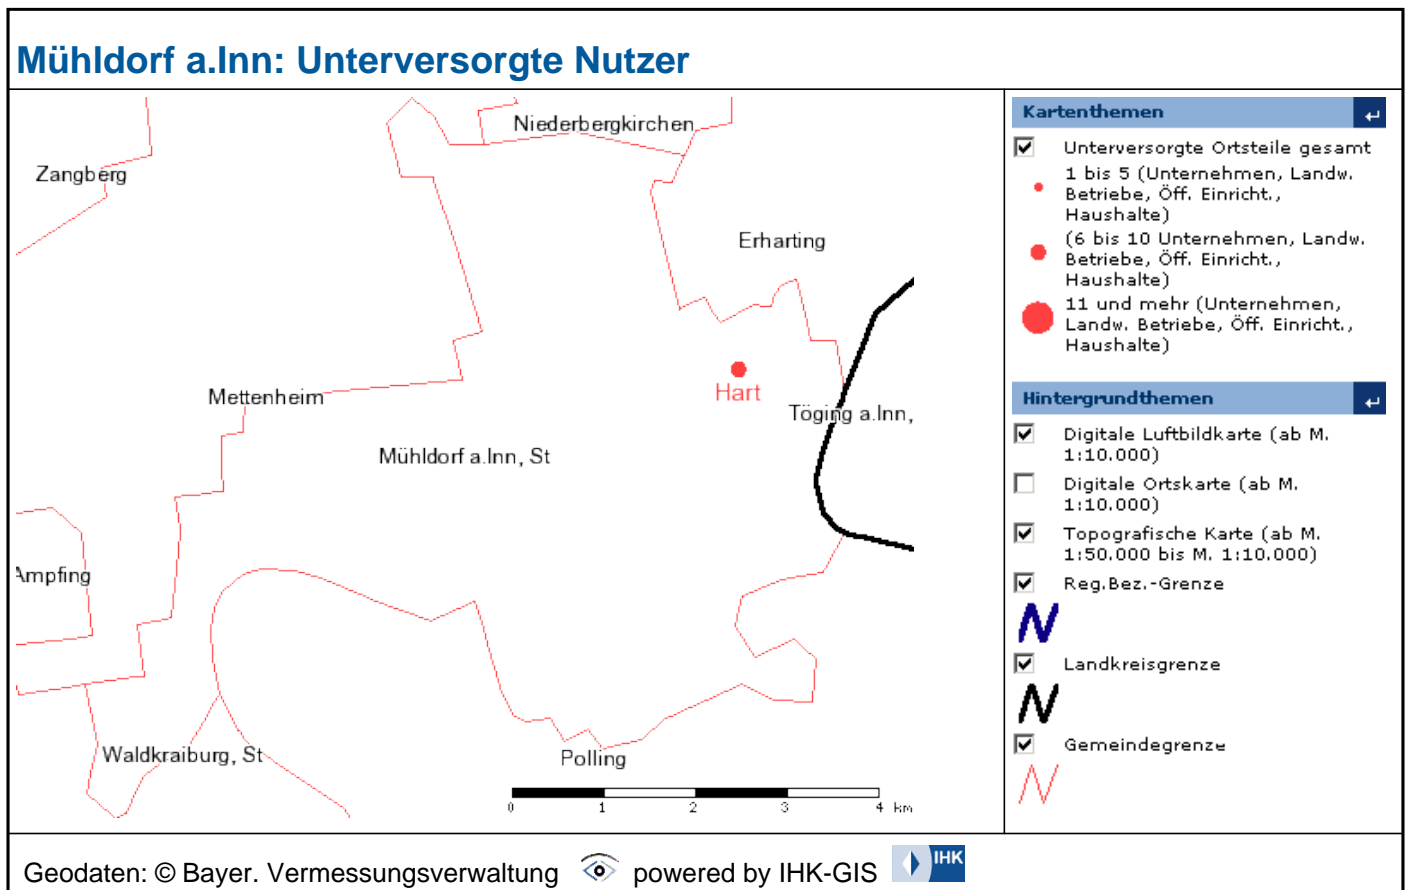 Mühldorf a.Inn: Unterversorgte Nutzer
Niederbergkirchen
Zangberg
Erharting
Hart
Mettenheim
Töging a.Inn,
Mühldorf a.Inn, St
Ampfing
Waldkraiburg, St
Polling
0 1 2 3 4 km
Kartenthemen
Unterversorgte Ortsteile gesamt
1 bis 5 (Unternehmen, Landw.
Betriebe, Öff. Einricht.,
Haushalte)
(6 bis 10 Unternehmen, Landw.
Betriebe, Öff. Einricht.,
Haushalte)
11 und mehr (Unternehmen,
Landw. Betriebe, Öff. Einricht.,
Haushalte)
Hintergrundthemen
Digitale Luftbildkarte (ab M.
1:10.000)
Digitale Ortskarte (ab M.
1:10.000)
Topografische Karte (ab M.
1:50.000 bis M. 1:10.000)
Reg.Bez.-Grenze
Landkreisgrenze
Gemeindegrenze
Geodaten: © Bayer. Vermessungsverwaltung powered by IHK-GIS IHK